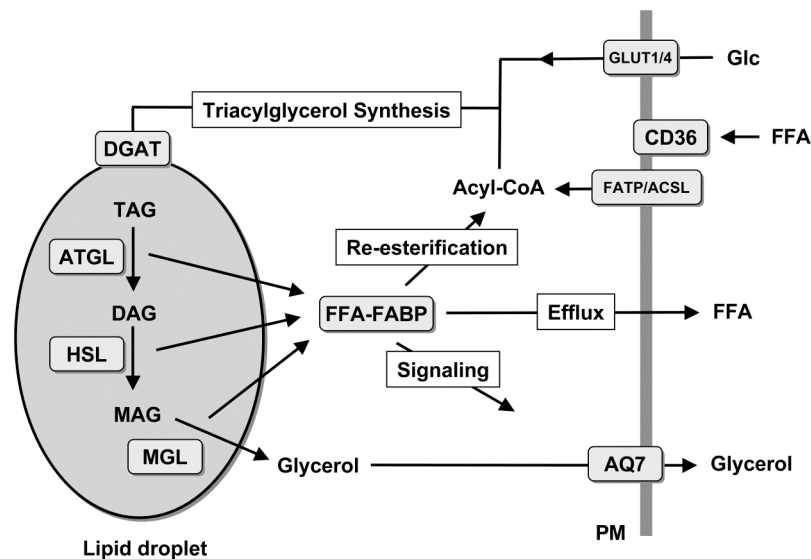 GLUT1/4
Glc
Triacylglycerol Synthesis
DGAT
CD36
FFA
Acyl-CoA
FATP/ACSL
TAG
Re-esterification
ATGL
DAG
FFA-FABP
Efflux
FFA
HSL
Signaling
MAG
MGL
Glycerol
AQ7
Glycerol
PM
Lipid droplet